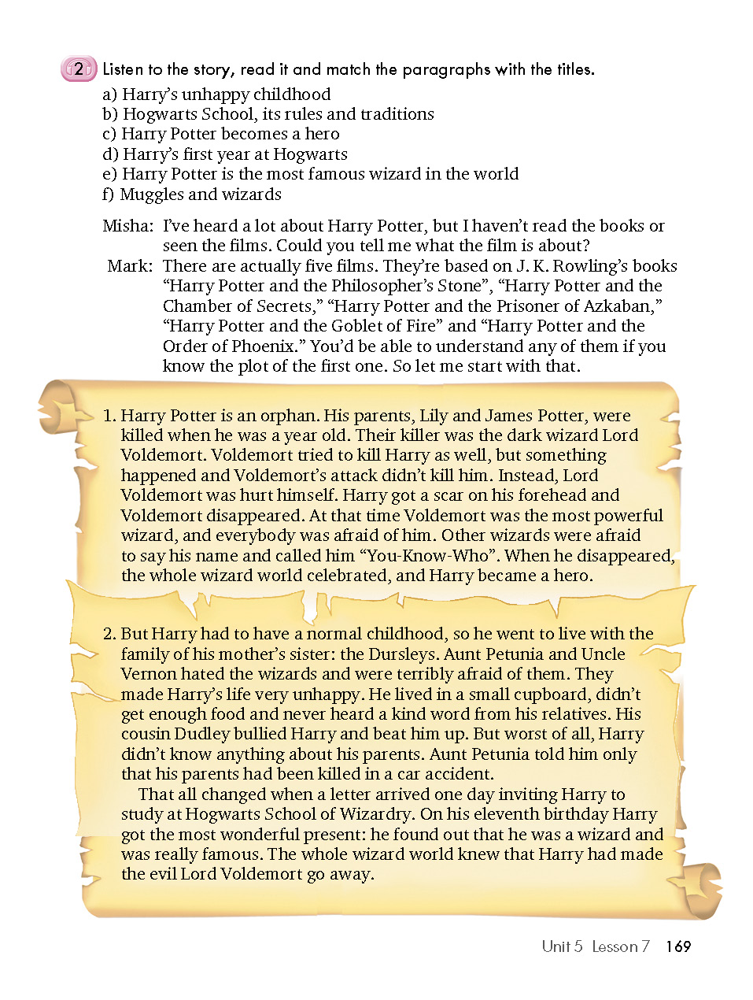 2 Listen to the story, read it and match the paragraphs with the titles.
a) Harry’s unhappy childhood
b) Hogwarts School, its rules and traditions
c) Harry Potter becomes a hero
d) Harry’s first year at Hogwarts
e) Harry Potter is the most famous wizard in the world
f) Muggles and wizards
Misha: I’ve heard a lot about Harry Potter, but I haven’t read the books or
seen the films. Could you tell me what the film is about?
Mark: There are actually five films. They’re based on J. K. Rowling’s books
“Harry Potter and the Philosopher’s Stone”, “Harry Potter and the
Chamber of Secrets,” “Harry Potter and the Prisoner of Azkaban,”
“Harry Potter and the Goblet of Fire” and “Harry Potter and the
Order of Phoenix.” You’d be able to understand any of them if you
know the plot of the first one. So let me start with that.
1. Harry Potter is an orphan. His parents, Lily and James Potter, were
killed when he was a year old. Their killer was the dark wizard Lord
Voldemort. Voldemort tried to kill Harry as well, but something
happened and Voldemort’s attack didn’t kill him. Instead, Lord
Voldemort was hurt himself. Harry got a scar on his forehead and
Voldemort disappeared. At that time Voldemort was the most powerful
wizard, and everybody was afraid of him. Other wizards were afraid
to say his name and called him “You-Know-Who”. When he disappeared,
the whole wizard world celebrated, and Harry became a hero.
2. But Harry had to have a normal childhood, so he went to live with the
family of his mother’s sister: the Dursleys. Aunt Petunia and Uncle
Vernon hated the wizards and were terribly afraid of them. They
made Harry’s life very unhappy. He lived in a small cupboard, didn’t
get enough food and never heard a kind word from his relatives. His
cousin Dudley bullied Harry and beat him up. But worst of all, Harry
didn’t know anything about his parents. Aunt Petunia told him only
that his parents had been killed in a car accident.
That all changed when a letter arrived one day inviting Harry to
study at Hogwarts School of Wizardry. On his eleventh birthday Harry
got the most wonderful present: he found out that he was a wizard and
was really famous. The whole wizard world knew that Harry had made
the evil Lord Voldemort go away.
Unit 5 Lesson 7 169